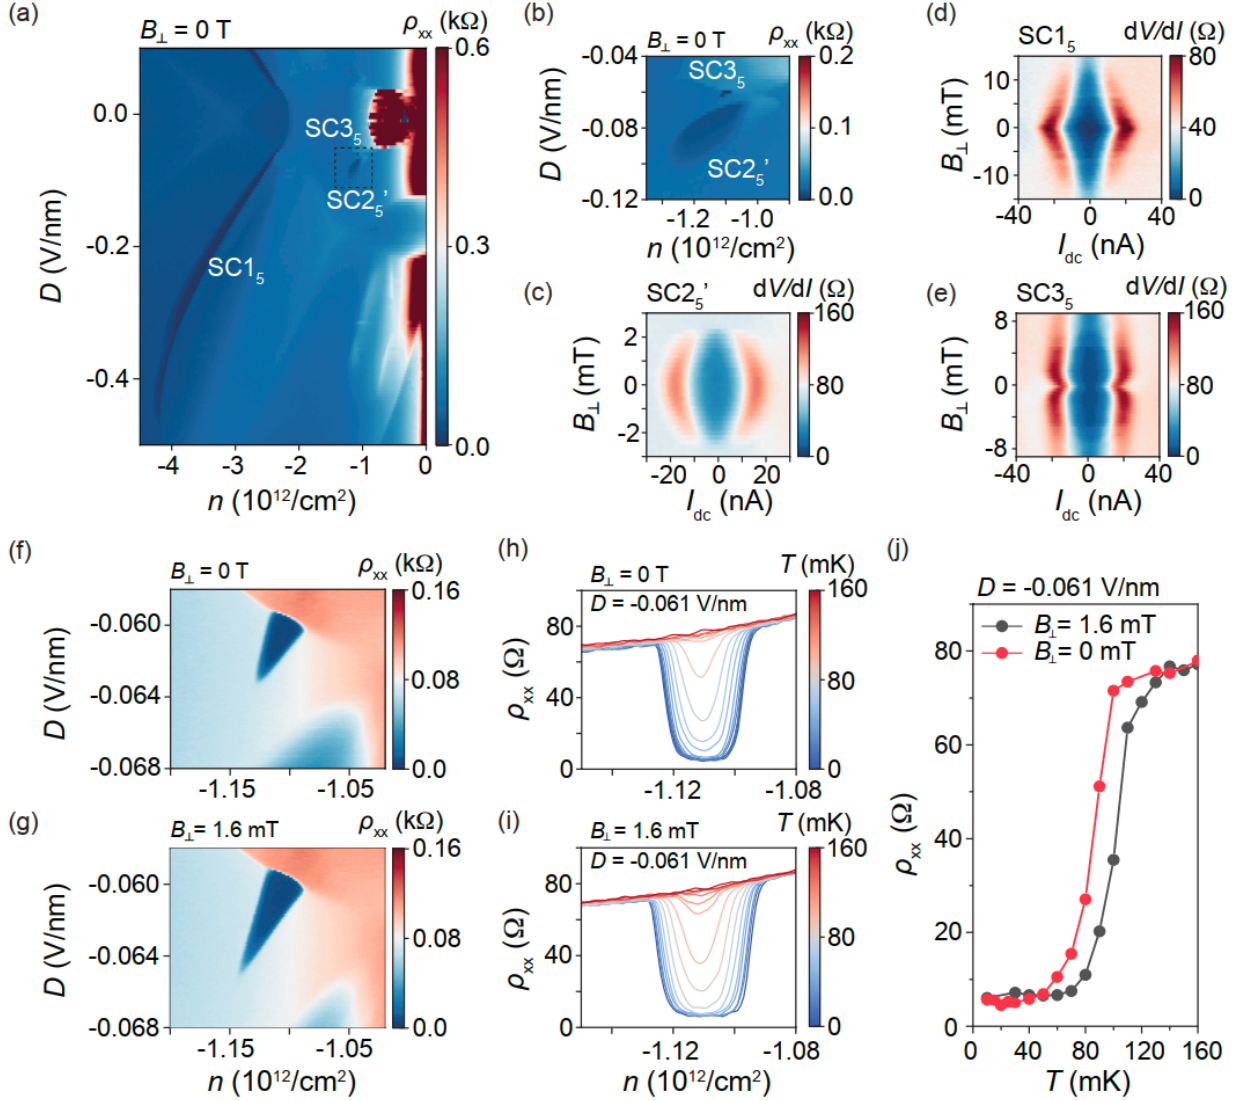 (a)
B⊥ = 0 T
ρxx (kΩ)
0.6
0.3
0.0
D (V/nm)
0.0
-0.2
-0.4
SC3₅
SC2₅'
SC1₅
-4
-3
-2
-1
0
n (10¹²/cm²)
(b)
B⊥ = 0 T
ρxx (kΩ)
0.2
0.1
0.0
D (V/nm)
-0.04
-0.08
-0.12
SC3₅
SC2₅'
-1.2
-1.0
n (10¹²/cm²)
(c)
SC2₅'
dV/dI (Ω)
160
80
0
B⊥ (mT)
2
0
-2
-20
0
20
Idc (nA)
(d)
SC1₅
dV/dI (Ω)
80
40
0
B⊥ (mT)
10
0
-10
-40
0
40
Idc (nA)
(e)
SC3₅
dV/dI (Ω)
160
80
0
B⊥ (mT)
8
0
-8
-40
0
40
Idc (nA)
(f)
B⊥ = 0 T
ρxx (kΩ)
0.16
0.08
0.0
D (V/nm)
-0.060
-0.064
-0.068
-1.15
-1.05
(g)
B⊥ = 1.6 mT
ρxx (kΩ)
0.16
0.08
0.0
D (V/nm)
-0.060
-0.064
-0.068
-1.15
-1.05
n (10¹²/cm²)
(h)
B⊥ = 0 T
T (mK)
160
80
0
D = -0.061 V/nm
ρxx (Ω)
80
40
0
-1.12
-1.08
(i)
B⊥ = 1.6 mT
T (mK)
160
80
0
D = -0.061 V/nm
ρxx (Ω)
80
40
0
-1.12
-1.08
n (10¹²/cm²)
(j)
D = -0.061 V/nm
B⊥ = 1.6 mT
B⊥ = 0 mT
ρxx (Ω)
80
60
40
20
0
0
40
80
120
160
T (mK)